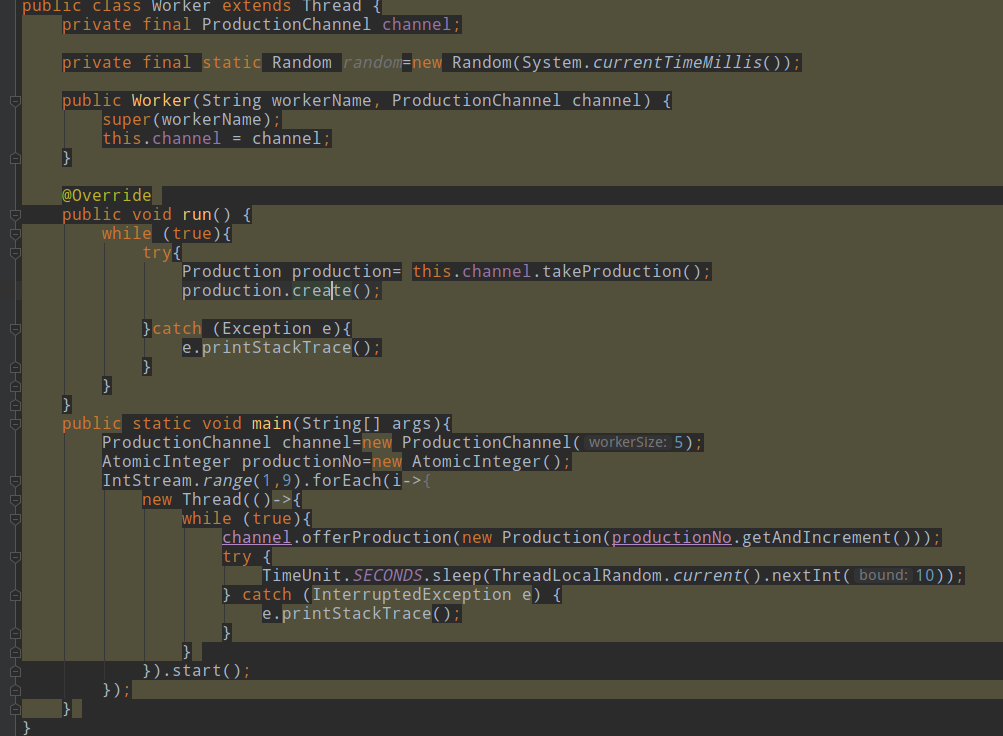 public class Worker extends Thread {
private final ProductionChannel channel;
private final static Random random=new Random(System.currentTimeMillis());
public Worker(String workerName, ProductionChannel channel) {
super(workerName);
this.channel = channel;
}
@Override
public void run() {
while (true){
try{
Production production= this.channel.takeProduction();
production.create();
}catch (Exception e){
e.printStackTrace();
}
}
}
public static void main(String[] args){
ProductionChannel channel=new ProductionChannel( workerSize: 5);
AtomicInteger productionNo=new AtomicInteger();
IntStream.range(1,9).forEach(i->{
new Thread(()->{
while (true){
channel.offerProduction(new Production(productionNo.getAndIncrement()));
try {
TimeUnit.SECONDS.sleep(ThreadLocalRandom.current().nextInt( bound: 10));
} catch (InterruptedException e) {
e.printStackTrace();
}
}
}).start();
});
}
}